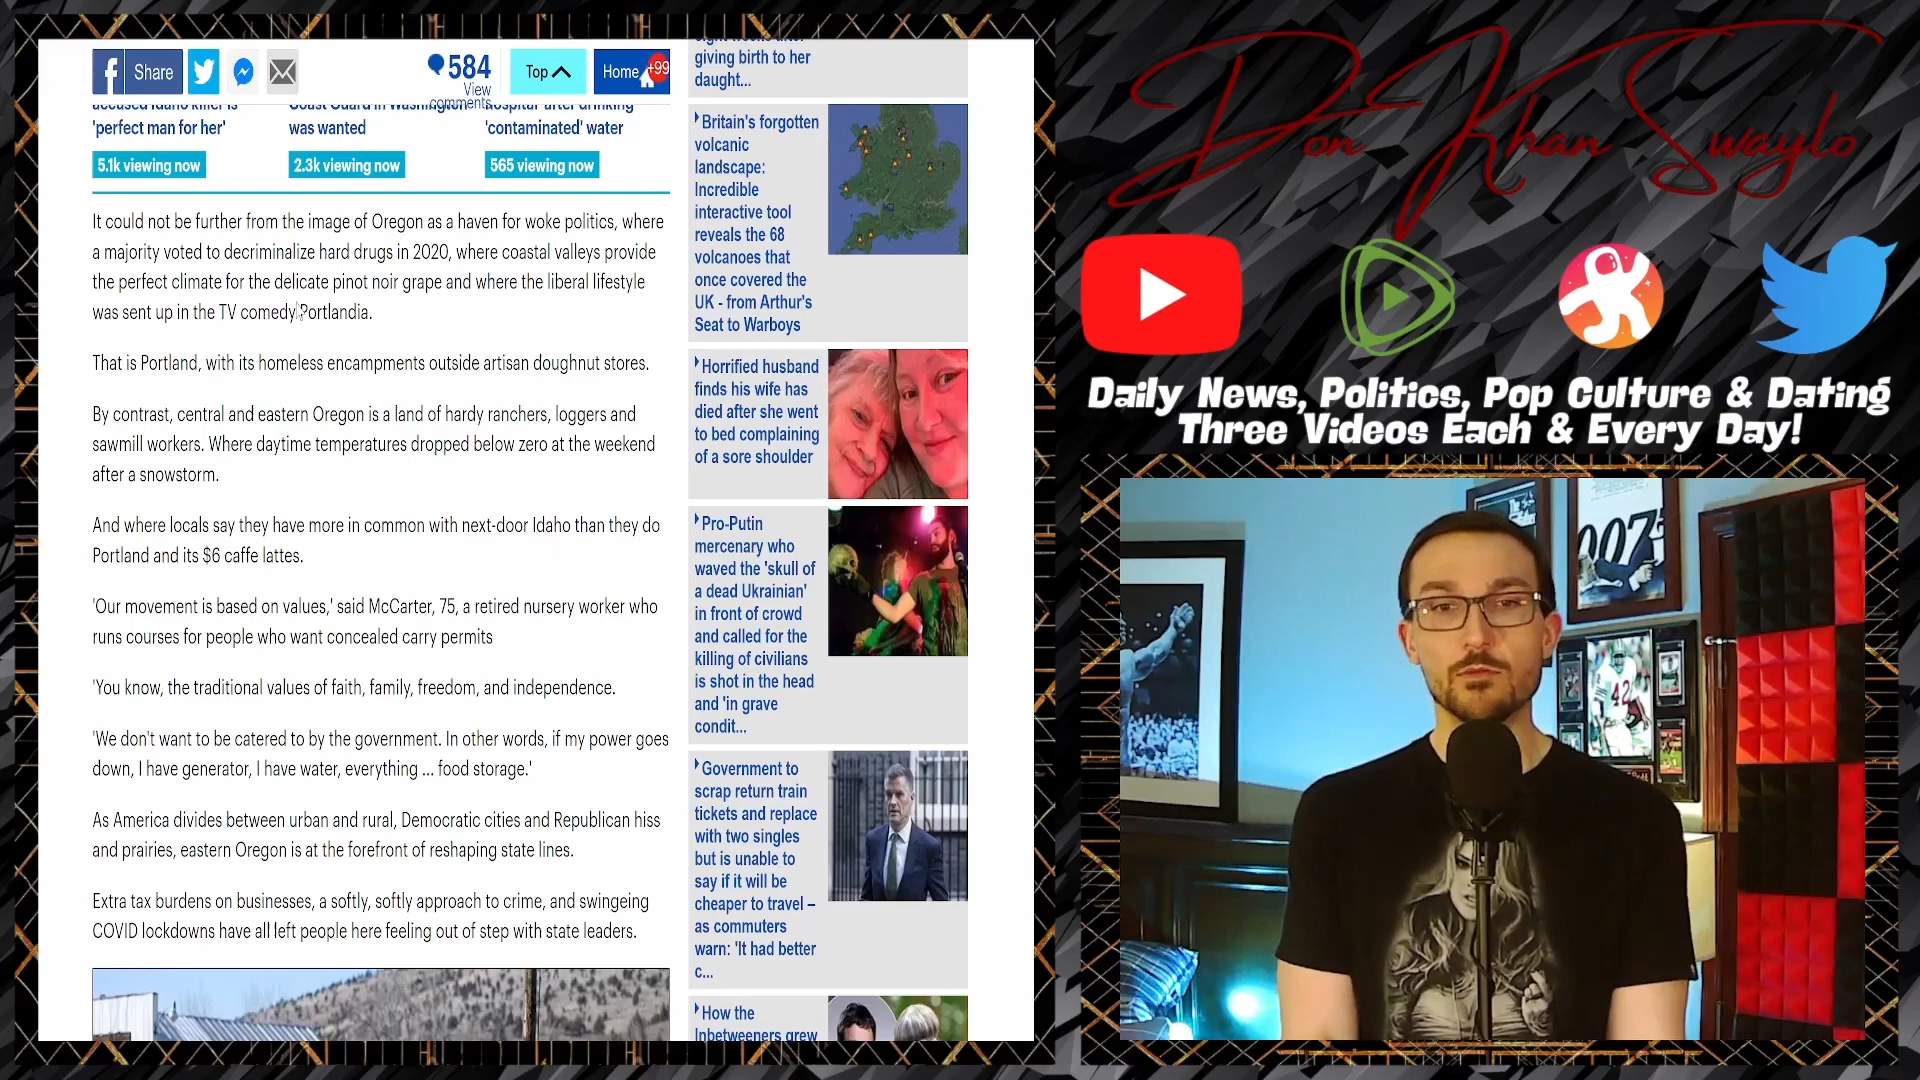 Share
584
View
comments
Top
Home
+99
accused Idaho killer is
'perfect man for her'
5.1k viewing now
Coast Guard in Washington
was wanted
2.3k viewing now
hospital after drinking
'contaminated' water
565 viewing now
It could not be further from the image of Oregon as a haven for woke politics, where
a majority voted to decriminalize hard drugs in 2020, where coastal valleys provide
the perfect climate for the delicate pinot noir grape and where the liberal lifestyle
was sent up in the TV comedy Portlandia.
That is Portland, with its homeless encampments outside artisan doughnut stores.
By contrast, central and eastern Oregon is a land of hardy ranchers, loggers and
sawmill workers. Where daytime temperatures dropped below zero at the weekend
after a snowstorm.
And where locals say they have more in common with next-door Idaho than they do
Portland and its $6 caffe lattes.
'Our movement is based on values,' said McCarter, 75, a retired nursery worker who
runs courses for people who want concealed carry permits
'You know, the traditional values of faith, family, freedom, and independence.
'We don't want to be catered to by the government. In other words, if my power goes
down, I have generator, I have water, everything ... food storage.'
As America divides between urban and rural, Democratic cities and Republican hiss
and prairies, eastern Oregon is at the forefront of reshaping state lines.
Extra tax burdens on businesses, a softly, softly approach to crime, and swingeing
COVID lockdowns have all left people here feeling out of step with state leaders.
eight weeks after
giving birth to her
daught...
Britain's forgotten
volcanic
landscape:
Incredible
interactive tool
reveals the 68
volcanoes that
once covered the
UK - from Arthur's
Seat to Warboys
Horrified husband
finds his wife has
died after she went
to bed complaining
of a sore shoulder
Pro-Putin
mercenary who
waved the 'skull of
a dead Ukrainian'
in front of crowd
and called for the
killing of civilians
is shot in the head
and 'in grave
condit...
Government to
scrap return train
tickets and replace
with two singles
but is unable to
say if it will be
cheaper to travel –
as commuters
warn: 'It had better
c...
How the
Inbetweeners grew
Don Khan Swaylo
Daily News, Politics, Pop Culture & Dating
Three Videos Each & Every Day!
007
42